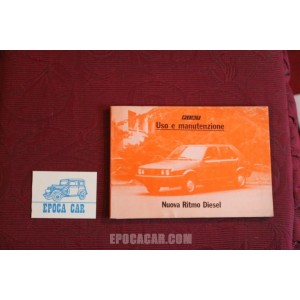 FIAT
Uso e manutenzione
Nuova Ritmo Diesel
EPOCA CAR
EPOCACAR.COM